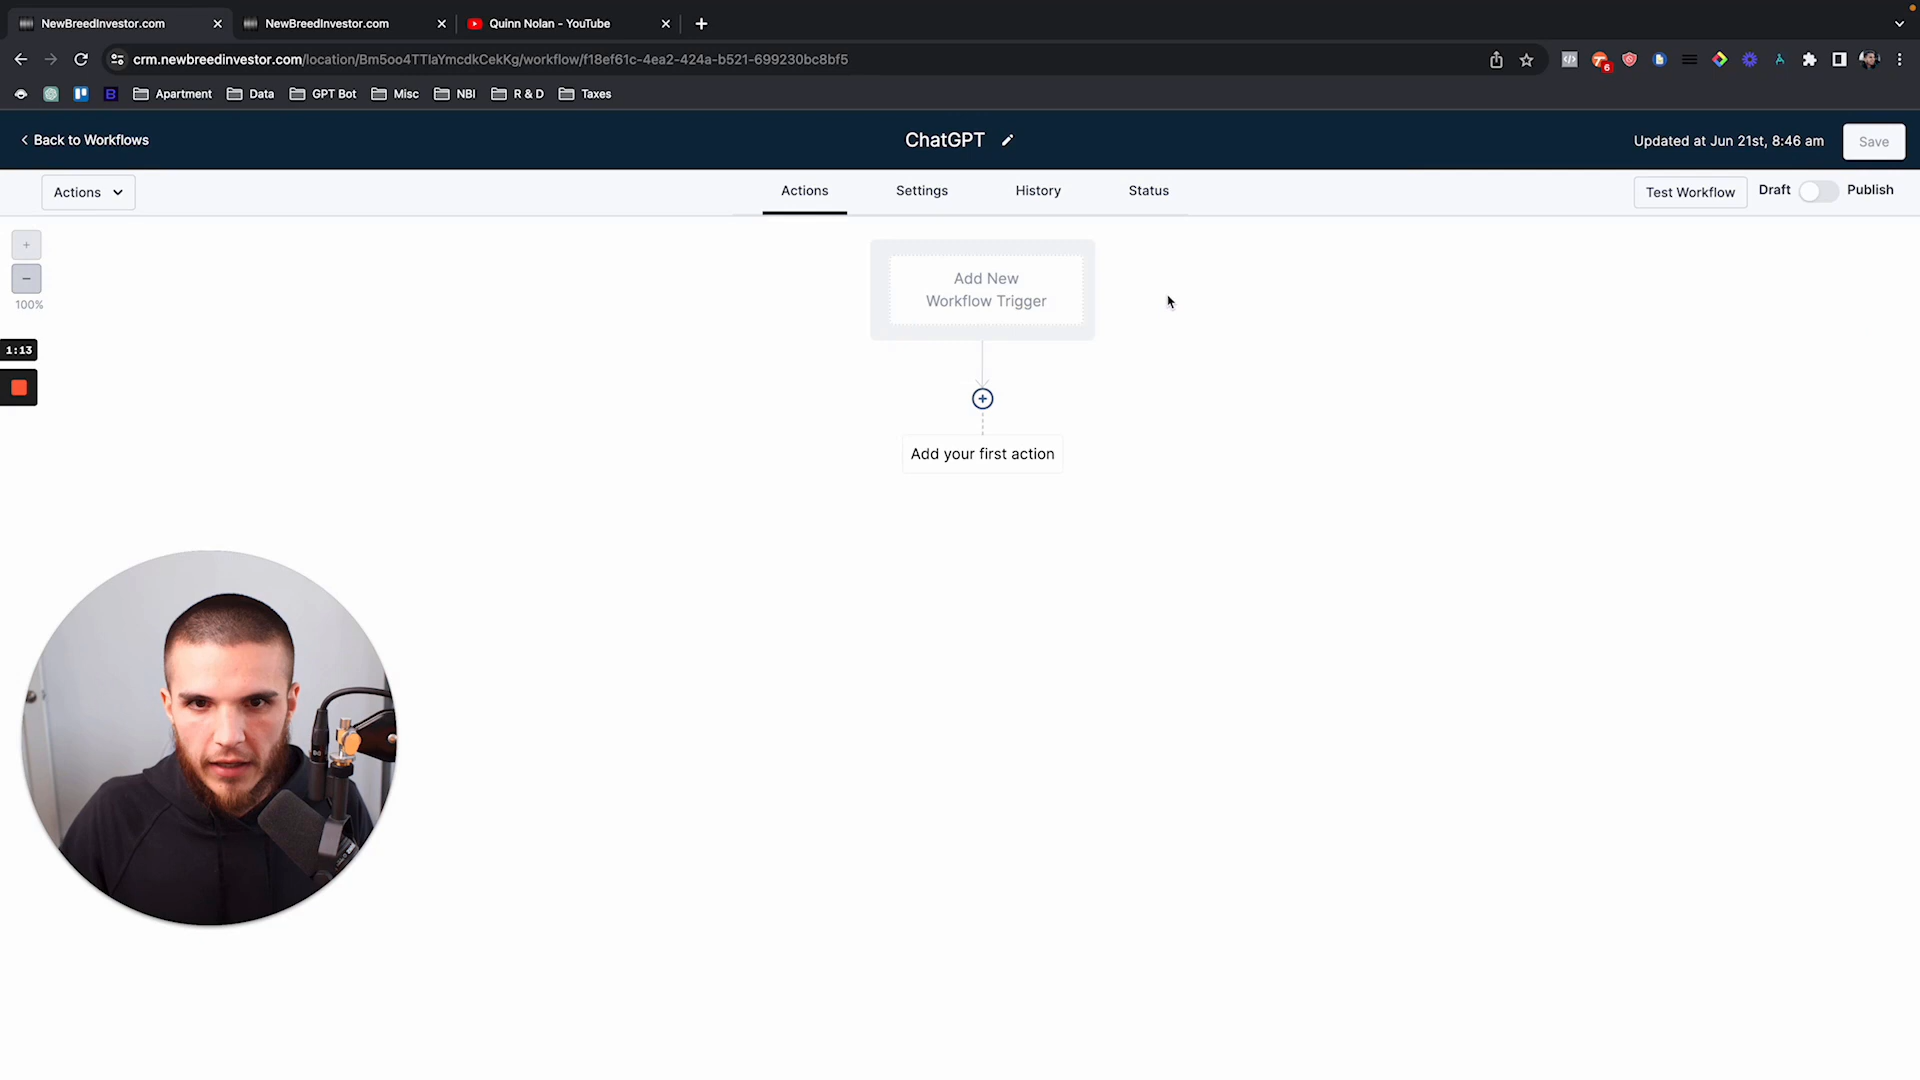 NewBreedInvestor.com
NewBreedInvestor.com
Quinn Nolan - YouTube
crm.newbreedinvestor.com/location/Bm5oo4TTlaYmcdkCekKg/workflow/f18ef61c-4ea2-424a-b521-699230bc8bf5
6
B
Apartment
Data
GPT Bot
Misc
NBI
R & D
Taxes
Back to Workflows
ChatGPT
Updated at Jun 21st, 8:46 am
Save
Actions
Actions
Settings
History
Status
Test Workflow
Draft
Publish
+
−
100%
Add New
Workflow Trigger
1:13
Add your first action